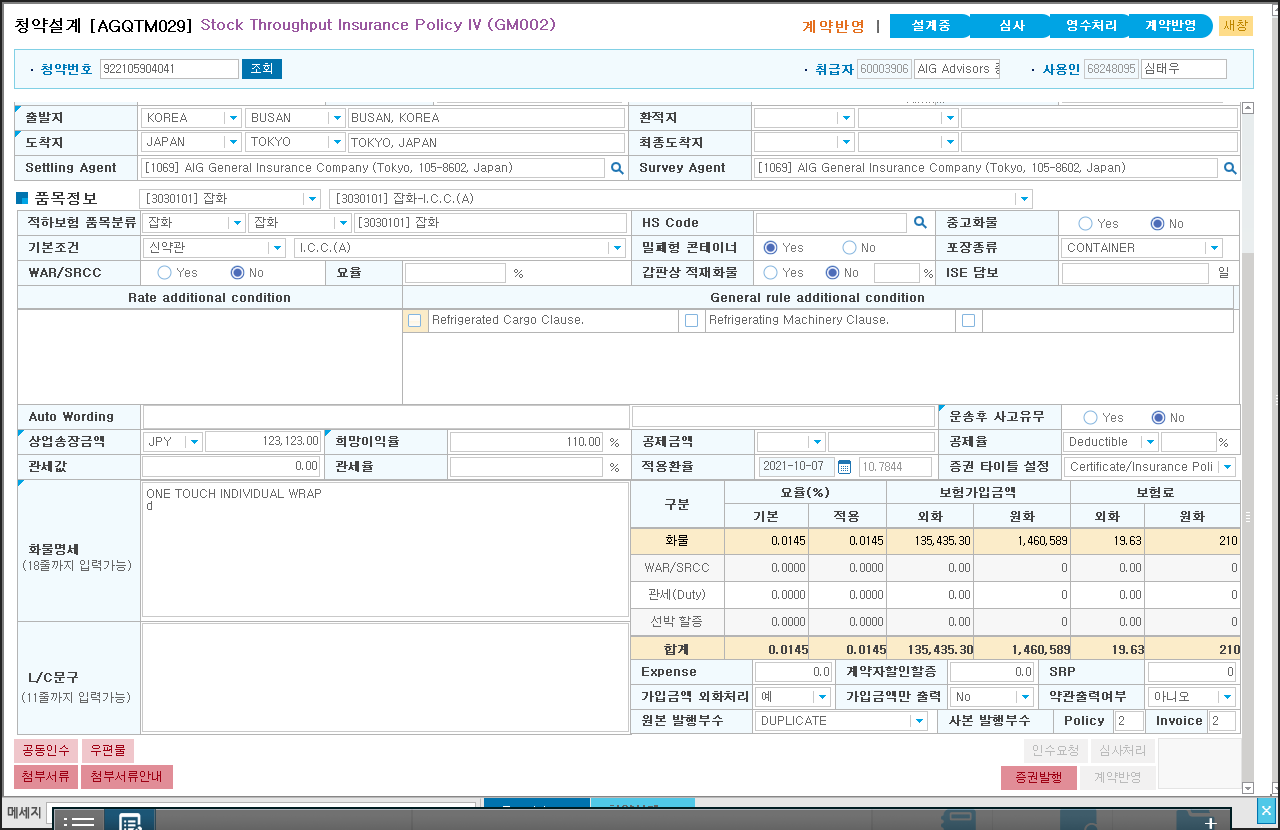 청약설계 [AGQTM029] Stock Throughput Insurance Policy IV (GM002) 계약반영 | 설계중 심사 영수처리 계약반영 새창
· 청약번호 922105904041 조회 · 취급자 60003906 AIG Advisors · 사용인 68248095 심태우
출발지 KOREA BUSAN BUSAN, KOREA 환적지
도착지 JAPAN TOKYO TOKYO, JAPAN 최종도착지
Settling Agent [1069] AIG General Insurance Company (Tokyo, 105-8602, Japan) Survey Agent [1069] AIG General Insurance Company (Tokyo, 105-8602, Japan)
품목정보 [3030101] 잡화 [3030101] 잡화-I.C.C.(A)
적하보험 품목분류 잡화 잡화 [3030101] 잡화 HS Code 중고화물 Yes No
기본조건 신약관 I.C.C.(A) 밀폐형 콘테이너 Yes No 포장종류 CONTAINER
WAR/SRCC Yes No 요율 % 갑판상 적재화물 Yes No % ISE 담보 일
Rate additional condition General rule additional condition
Refrigerated Cargo Clause. Refrigerating Machinery Clause.
Auto Wording 운송후 사고유무 Yes No
상업송장금액 JPY 123,123.00 희망이익율 110.00 % 공제금액 공제율 Deductible %
관세값 0.00 관세율 % 적용환율 2021-10-07 10.7844 증권 타이틀 설정 Certificate/Insurance Poli
화물명세
(18줄까지 입력가능)
ONE TOUCH INDIVIDUAL WRAP
d
구분 요율(%) 보험가입금액 보험료
기본 적용 외화 원화 외화 원화
화물 0.0145 0.0145 135,435.30 1,460,589 19.63 210
WAR/SRCC 0.0000 0.0000 0.00 0 0.00 0
관세(Duty) 0.0000 0.0000 0.00 0 0.00 0
선박 할증 0.0000 0.0000 0.00 0 0.00 0
합계 0.0145 0.0145 135,435.30 1,460,589 19.63 210
L/C문구
(11줄까지 입력가능)
Expense 0.0 계약자할인할증 0.0 SRP 0
가입금액 외화처리 예 가입금액만 출력 No 약관출력여부 아니오
원본 발행부수 DUPLICATE 사본 발행부수 Policy 2 Invoice 2
공동인수 우편물 인수요청 심사처리
첨부서류 첨부서류안내 증권발행 계약반영
메세지